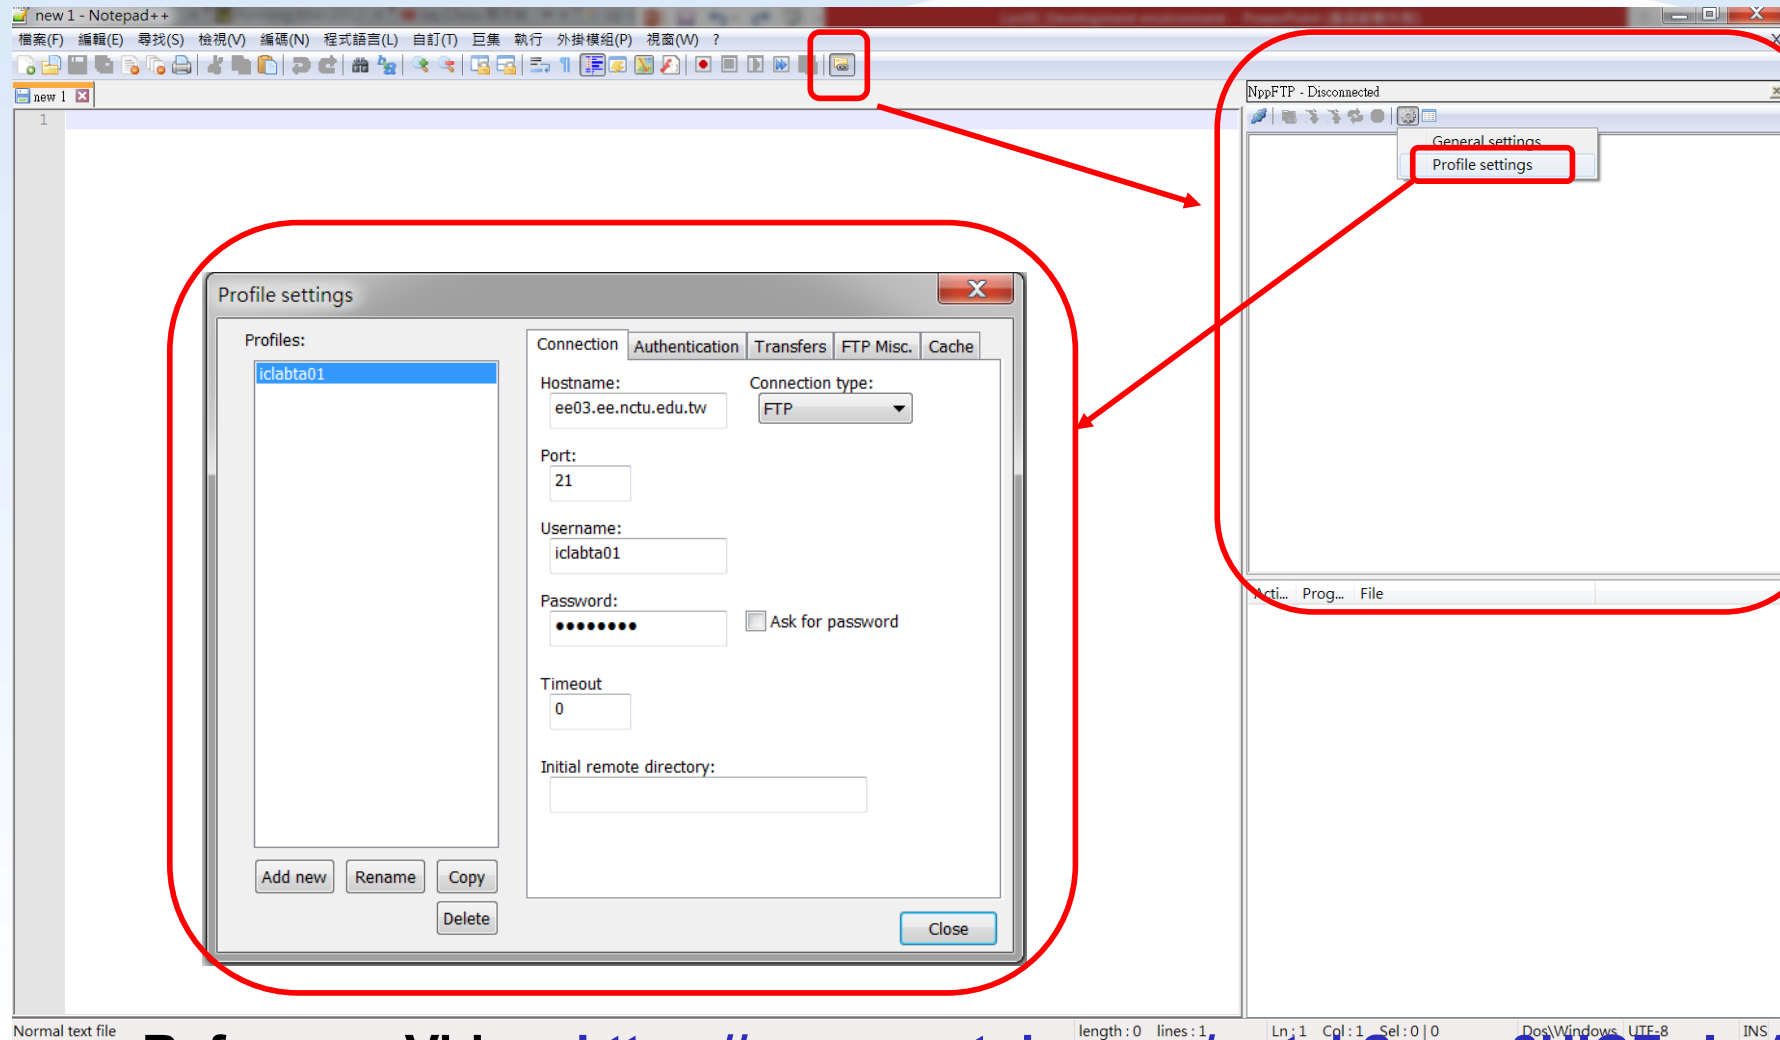 new 1 - Notepad++
檔案(F) 編輯(E) 尋找(S) 檢視(V) 編碼(N) 程式語言(L) 自訂(T) 巨集 執行 外掛模組(P) 視窗(W) ?
new 1
1
NppFTP - Disconnected
General settings
Profile settings
Profile settings
Profiles:
iclabta01
Connection Authentication Transfers FTP Misc. Cache
Hostname: Connection type:
ee03.ee.nctu.edu.tw FTP
Port:
21
Username:
iclabta01
Password:
●●●●●●●● Ask for password
Timeout
0
Initial remote directory:
Add new Rename Copy
Delete
Close
Acti... Prog... File
Normal text file length : 0 lines : 1 Ln : 1 Col : 1 Sel : 0 | 0 Dos\Windows UTF-8 INS